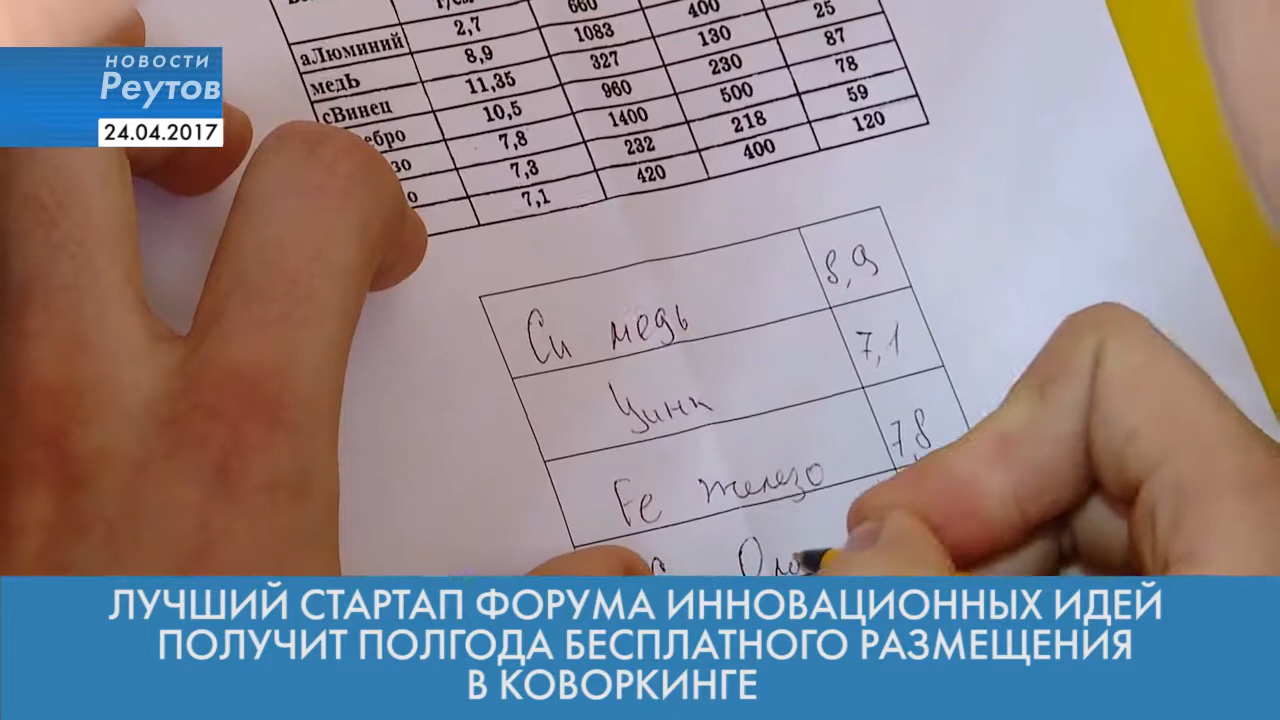 НОВОСТИ
Реутов
24.04.2017
660 400 25
аЛюминий 2,7 1083 130 87
медЬ 8,9 327 230 78
сВинец 11,35 960 500 59
10,5 1400 218 120
7,8 232 400
7,3 420
7,1
Cu медь 8,9
Цинк 7,1
Fe железо 7,8
ЛУЧШИЙ СТАРТАП ФОРУМА ИННОВАЦИОННЫХ ИДЕЙ
ПОЛУЧИТ ПОЛГОДА БЕСПЛАТНОГО РАЗМЕЩЕНИЯ
В КОВОРКИНГЕ